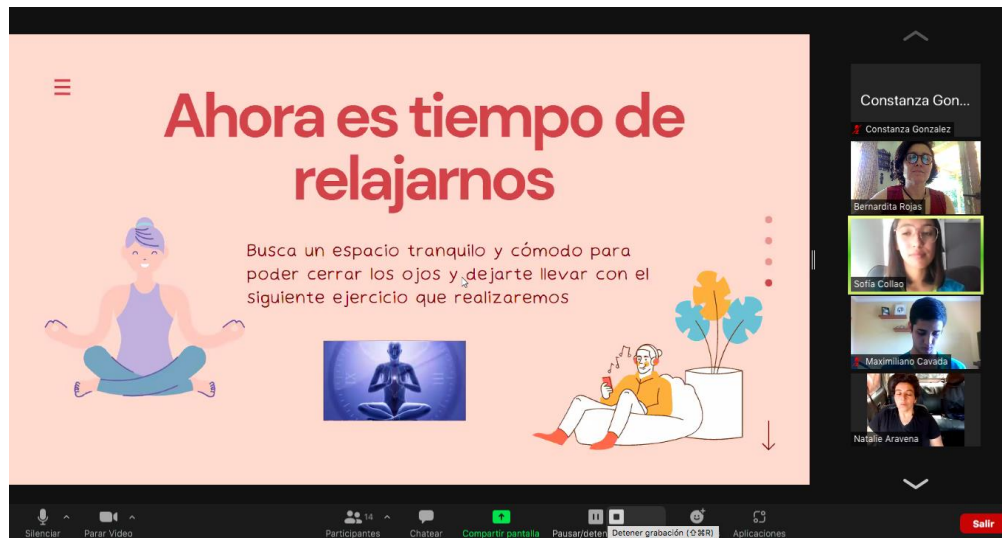 Ahora es tiempo de
relajarnos
Busca un espacio tranquilo y cómodo para
poder cerrar los ojos y dejarte llevar con el
siguiente ejercicio que realizaremos
Constanza Gon...
Constanza Gonzalez
Bernardita Rojas
Sofía Collao
Maximiliano Cavada
Natalie Aravena
Silenciar
Parar Video
14
Participantes
Chatear
Compartir pantalla
Pausar/deten
Detener grabación (⇧⌘R)
Aplicaciones
Salir